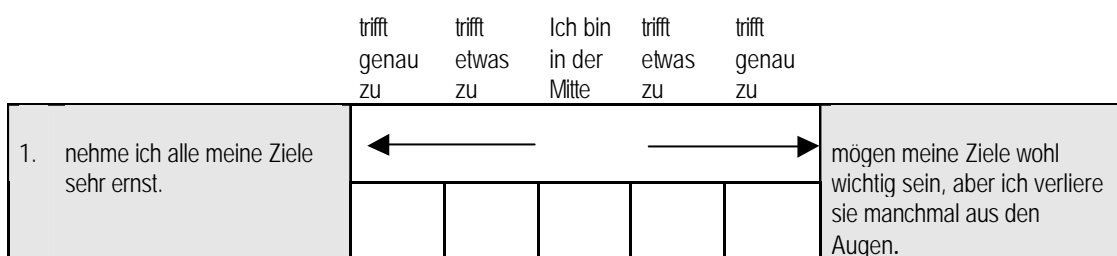 trifft trifft Ich bin trifft trifft
genau etwas in der etwas genau
zu zu Mitte zu zu
1. nehme ich alle meine Ziele
sehr ernst.
mögen meine Ziele wohl
wichtig sein, aber ich verliere
sie manchmal aus den
Augen.